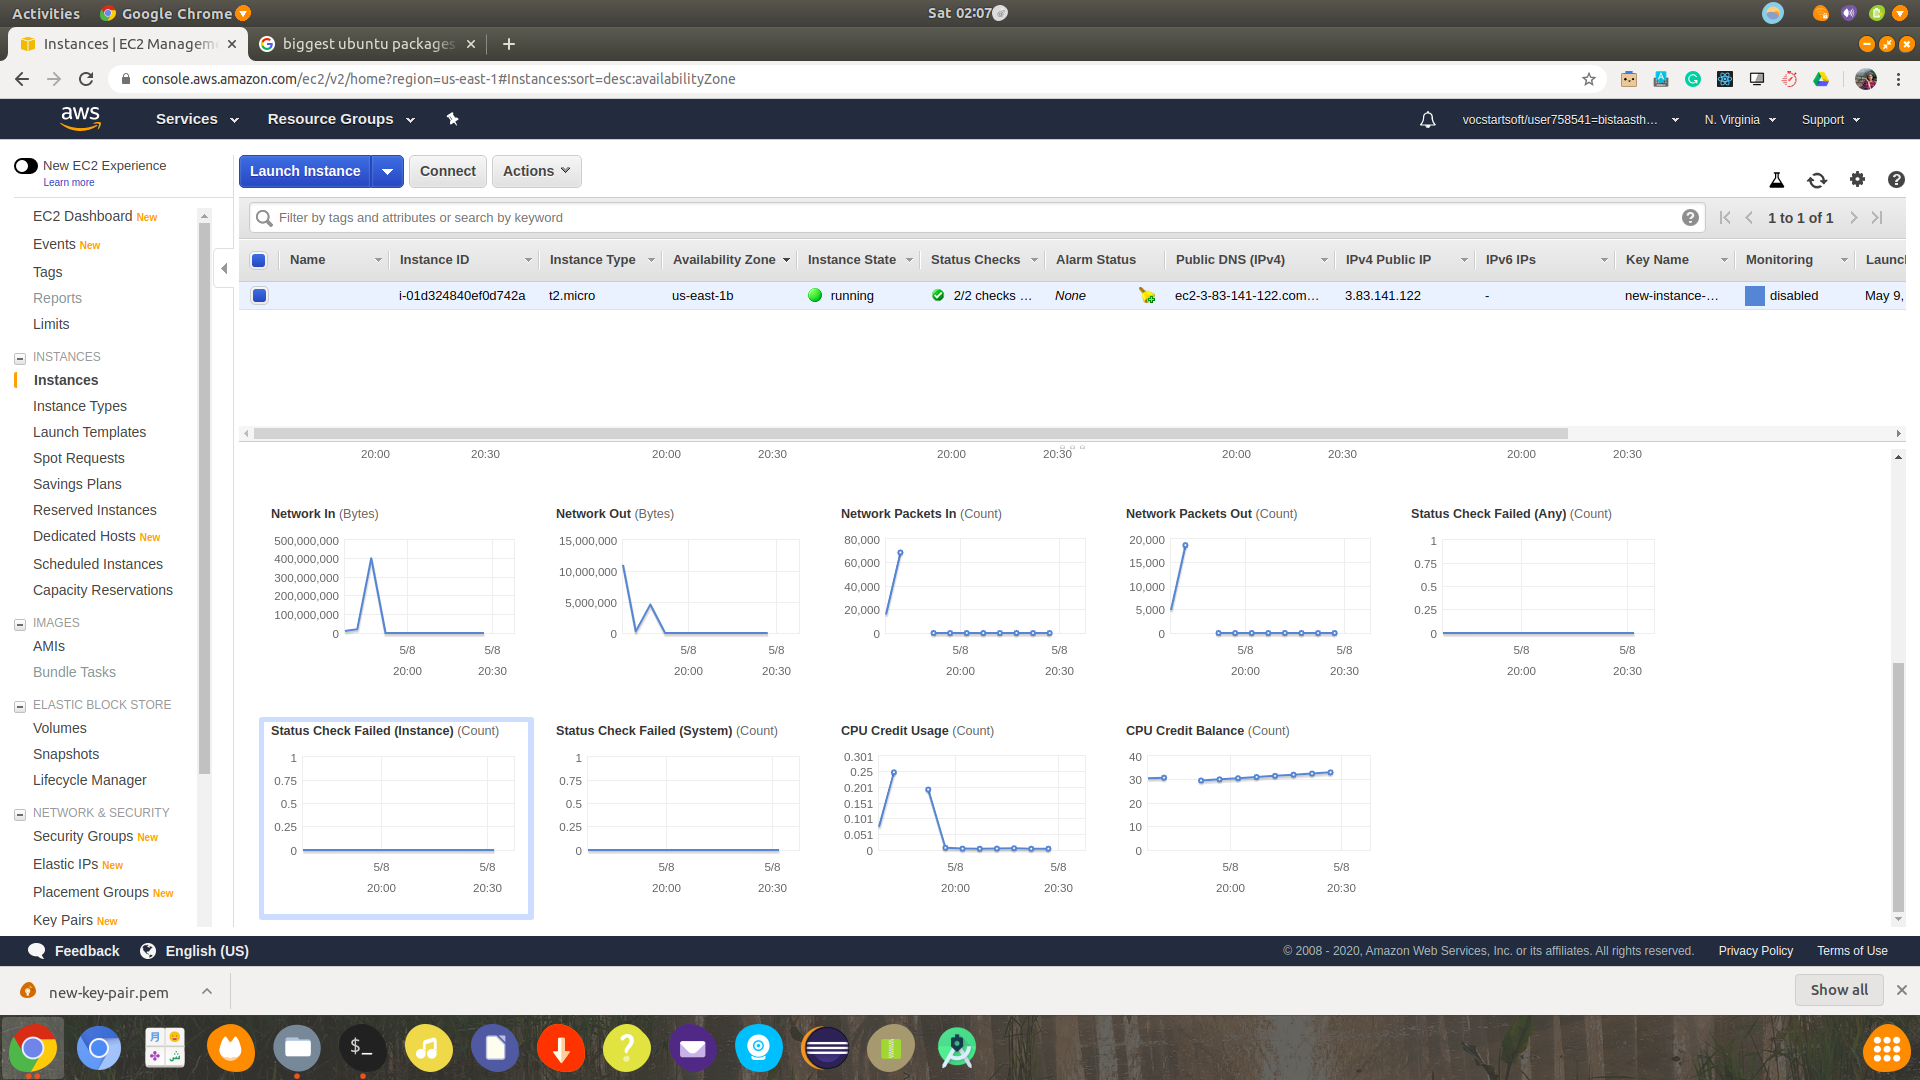 Activities Google Chrome Sat 02:07
Instances | EC2 Managem
biggest ubuntu packages
console.aws.amazon.com/ec2/v2/home?region=us-east-1#Instances:sort=desc:availabilityZone
aws Services Resource Groups vocstartsoft/user758541=bistaasth... N. Virginia Support
New EC2 Experience
Learn more
Launch Instance Connect Actions
EC2 Dashboard New
Events New
Tags
Reports
Limits
INSTANCES
Instances
Instance Types
Launch Templates
Spot Requests
Savings Plans
Reserved Instances
Dedicated Hosts New
Scheduled Instances
Capacity Reservations
IMAGES
AMIs
Bundle Tasks
ELASTIC BLOCK STORE
Volumes
Snapshots
Lifecycle Manager
NETWORK & SECURITY
Security Groups New
Elastic IPs New
Placement Groups New
Key Pairs New
Filter by tags and attributes or search by keyword
1 to 1 of 1
Name Instance ID Instance Type Availability Zone Instance State Status Checks Alarm Status Public DNS (IPv4) IPv4 Public IP IPv6 IPs Key Name Monitoring Launc
i-01d324840ef0d742a t2.micro us-east-1b running 2/2 checks ... None ec2-3-83-141-122.com... 3.83.141.122 - new-instance-... disabled May 9,
20:00 20:30 20:00 20:30 20:00 20:30 20:00 20:30 20:00 20:30
Network In (Bytes)
500,000,000
400,000,000
300,000,000
200,000,000
100,000,000
0
5/8 5/8
20:00 20:30
Network Out (Bytes)
15,000,000
10,000,000
5,000,000
0
5/8 5/8
20:00 20:30
Network Packets In (Count)
80,000
60,000
40,000
20,000
0
5/8 5/8
20:00 20:30
Network Packets Out (Count)
20,000
15,000
10,000
5,000
0
5/8 5/8
20:00 20:30
Status Check Failed (Any) (Count)
1
0.75
0.5
0.25
0
5/8 5/8
20:00 20:30
Status Check Failed (Instance) (Count)
1
0.75
0.5
0.25
0
5/8 5/8
20:00 20:30
Status Check Failed (System) (Count)
1
0.75
0.5
0.25
0
5/8 5/8
20:00 20:30
CPU Credit Usage (Count)
0.301
0.25
0.201
0.151
0.101
0.051
0
5/8 5/8
20:00 20:30
CPU Credit Balance (Count)
40
30
20
10
0
5/8 5/8
20:00 20:30
Feedback English (US) © 2008 - 2020, Amazon Web Services, Inc. or its affiliates. All rights reserved. Privacy Policy Terms of Use
new-key-pair.pem Show all